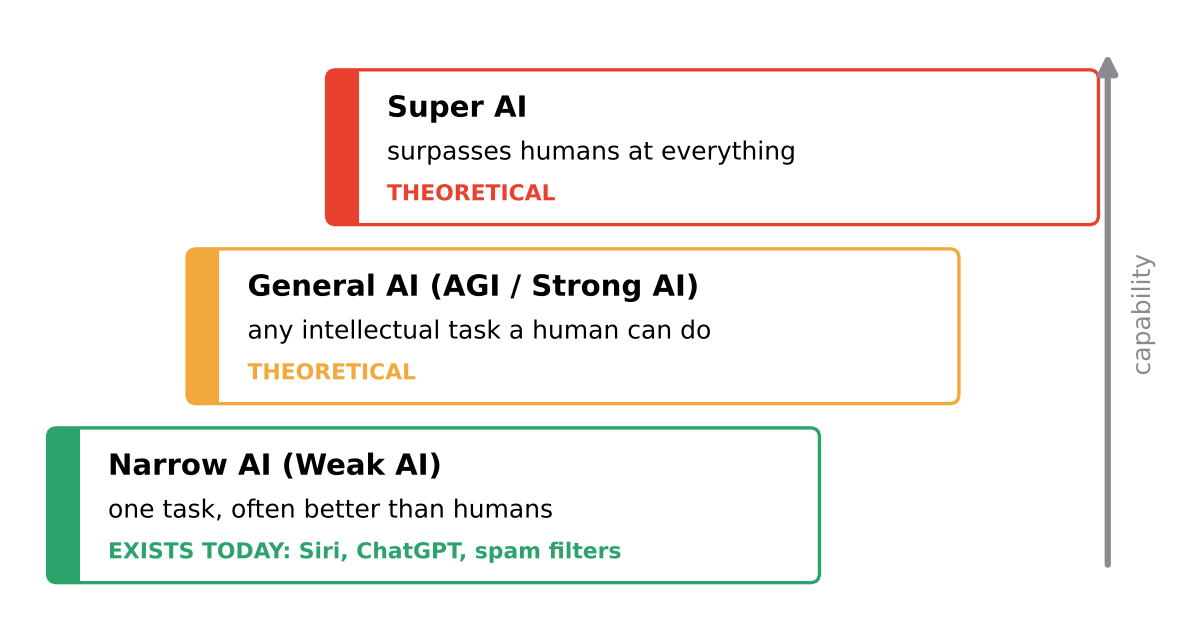 Super AI
surpasses humans at everything
THEORETICAL
General AI (AGI / Strong AI)
any intellectual task a human can do
THEORETICAL
Narrow AI (Weak AI)
one task, often better than humans
EXISTS TODAY: Siri, ChatGPT, spam filters
capability